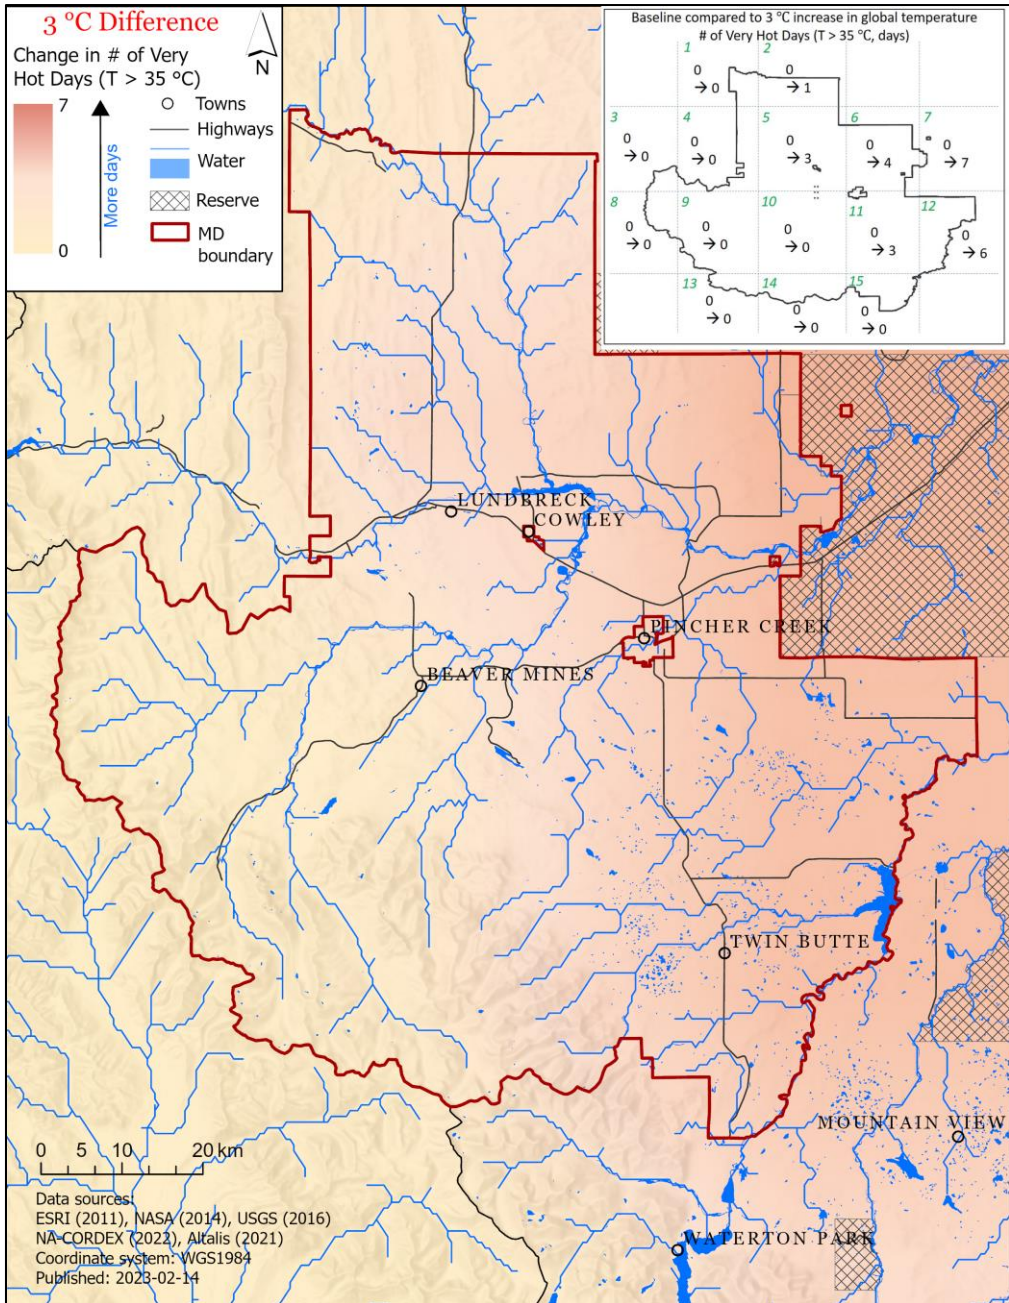 3 °C Difference
Change in # of Very
Hot Days (T > 35 °C)
7
0
More days
N
Towns
Highways
Water
Reserve
MD
boundary
Baseline compared to 3 °C increase in global temperature
# of Very Hot Days (T > 35 °C, days)
1 2
0 0
→ 0 → 1
3 4 5 6 7
0 0 0 0 0
→ 0 → 0 → 3 → 4 → 7
8 9 10 11 12
0 0 0 0 0
→ 0 → 0 → 0 → 3 → 6
13 14 15
0 0 0
→ 0 → 0 → 0
LUNDBRECK
COWLEY
PINCHER CREEK
BEAVER MINES
TWIN BUTTE
MOUNTAIN VIEW
WATERTON PARK
0 5 10 20 km
Data sources:
ESRI (2011), NASA (2014), USGS (2016)
NA-CORDEX (2022), Altalis (2021)
Coordinate system: WGS1984
Published: 2023-02-14